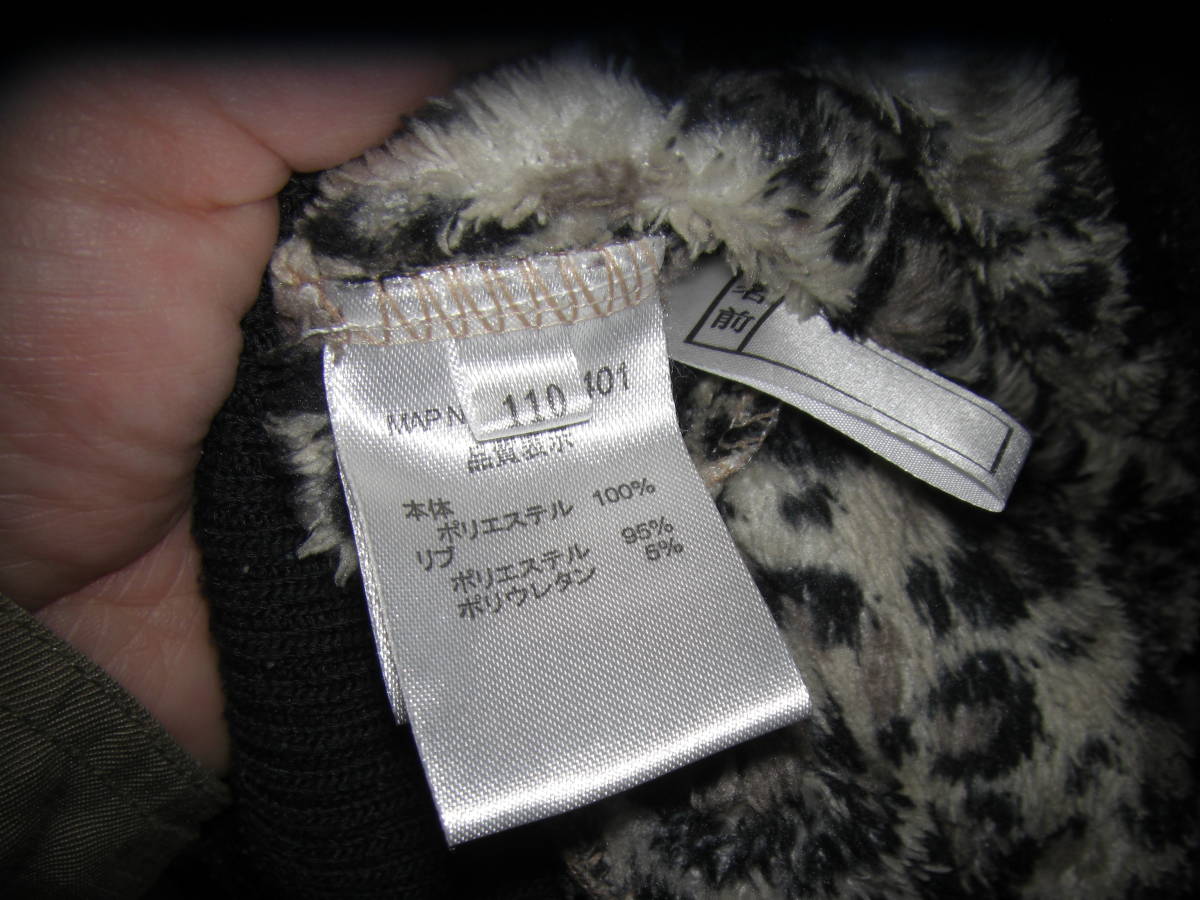 名前
110
MAP.N 101
品質表示
本体
ポリエステル 100%
リブ
ポリエステル 95%
ポリウレタン 5%